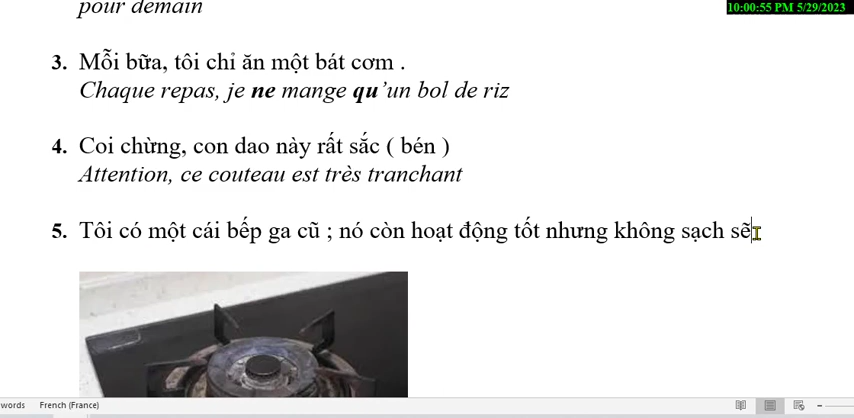 10:00:55 PM 5/29/2023
pour demain
3. Mỗi bữa, tôi chỉ ăn một bát cơm .
Chaque repas, je ne mange qu’un bol de riz
4. Coi chừng, con dao này rất sắc ( bén )
Attention, ce couteau est très tranchant
5. Tôi có một cái bếp ga cũ ; nó còn hoạt động tốt nhưng không sạch sẽ
words French (France)